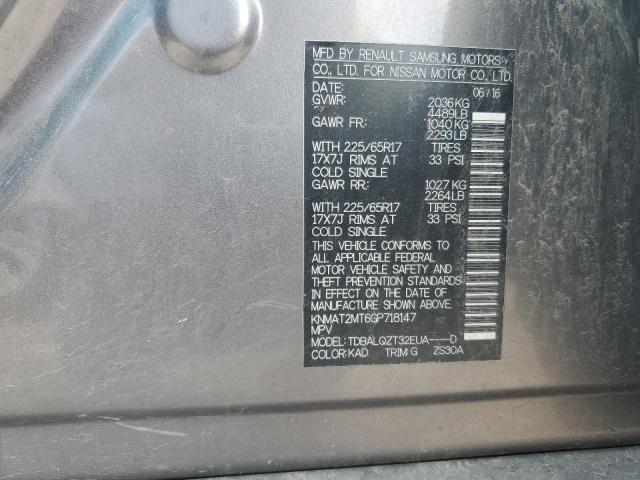 MFD BY RENAULT SAMSUNG MOTORS
CO., LTD. FOR NISSAN MOTOR CO., LTD.
DATE: 06/16
GVWR: 2036KG
4489LB
GAWR FR: 1040KG
2293LB
WITH 225/65R17 TIRES
17X7J RIMS AT 33 PSI
COLD SINGLE
GAWR RR: 1027 KG
2264LB
WITH 225/65R17 TIRES
17X7J RIMS AT 33 PSI
COLD SINGLE
THIS VEHICLE CONFORMS TO
ALL APPLICABLE FEDERAL
MOTOR VEHICLE SAFETY AND
THEFT PREVENTION STANDARDS
IN EFFECT ON THE DATE OF
MANUFACTURE SHOWN ABOVE.
KNMAT2MT6GP718147
MPV
MODEL: TDBALQZT32EUA----D
COLOR: KAD TRIM: G ZS30A